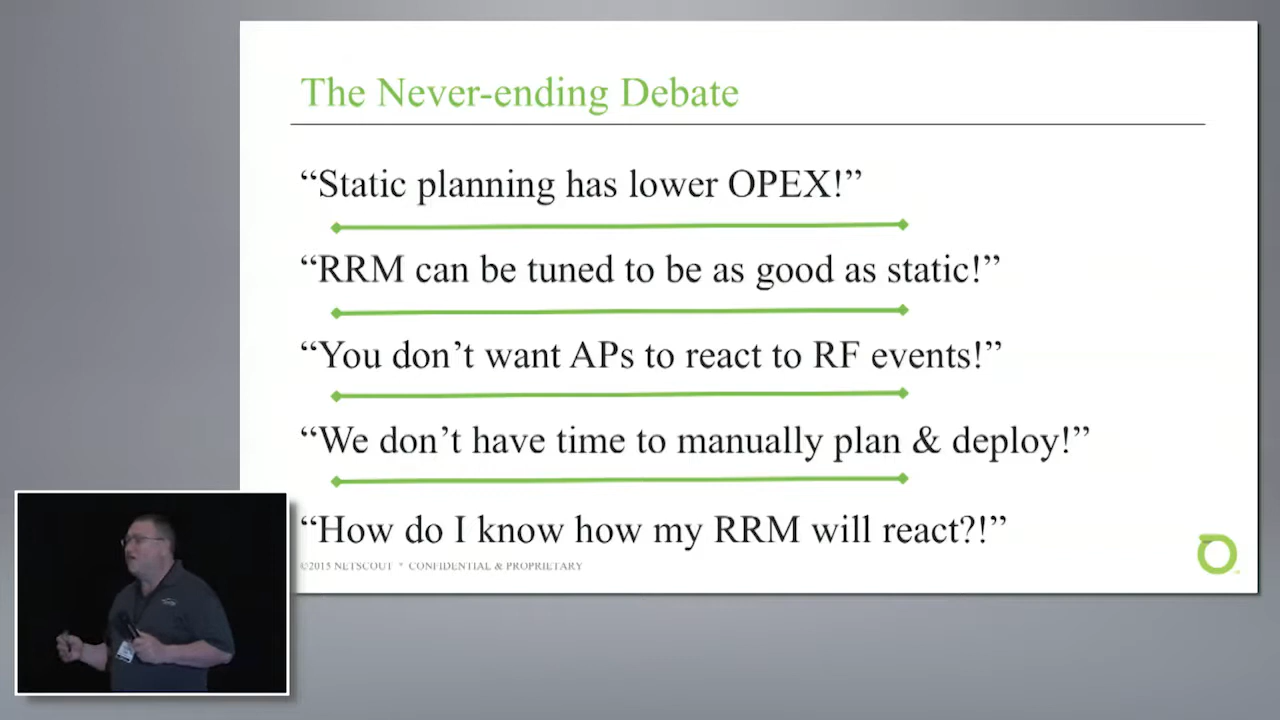 The Never-ending Debate
“Static planning has lower OPEX!”
“RRM can be tuned to be as good as static!”
“You don’t want APs to react to RF events!”
“We don’t have time to manually plan & deploy!”
“How do I know how my RRM will react?!”
©2015 NETSCOUT * CONFIDENTIAL & PROPRIETARY